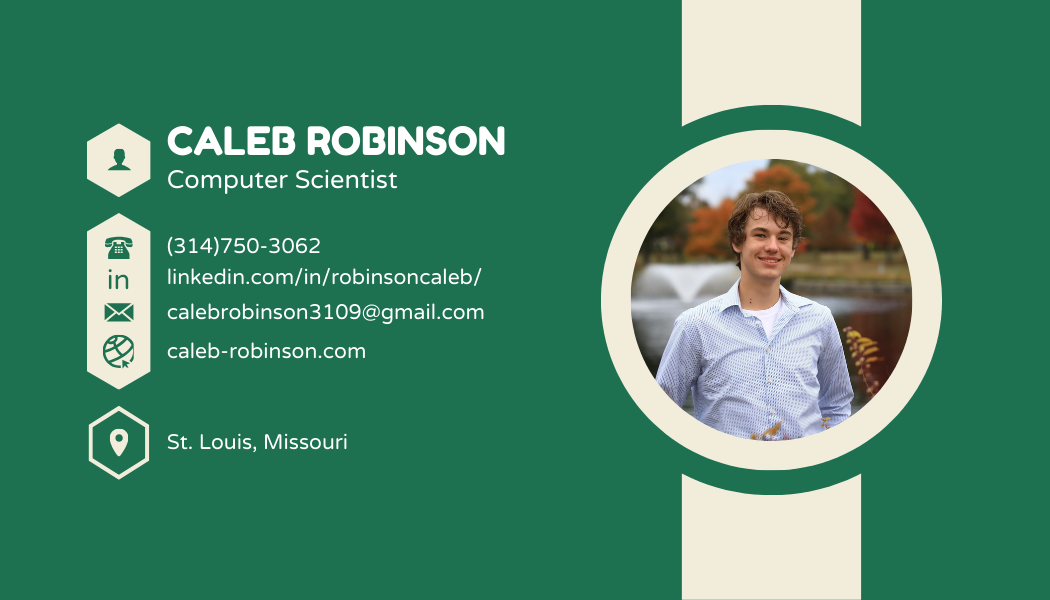 CALEB ROBINSON
Computer Scientist
(314)750-3062
in
linkedin.com/in/robinsoncaleb/
calebrobinson3109@gmail.com
caleb-robinson.com
St. Louis, Missouri